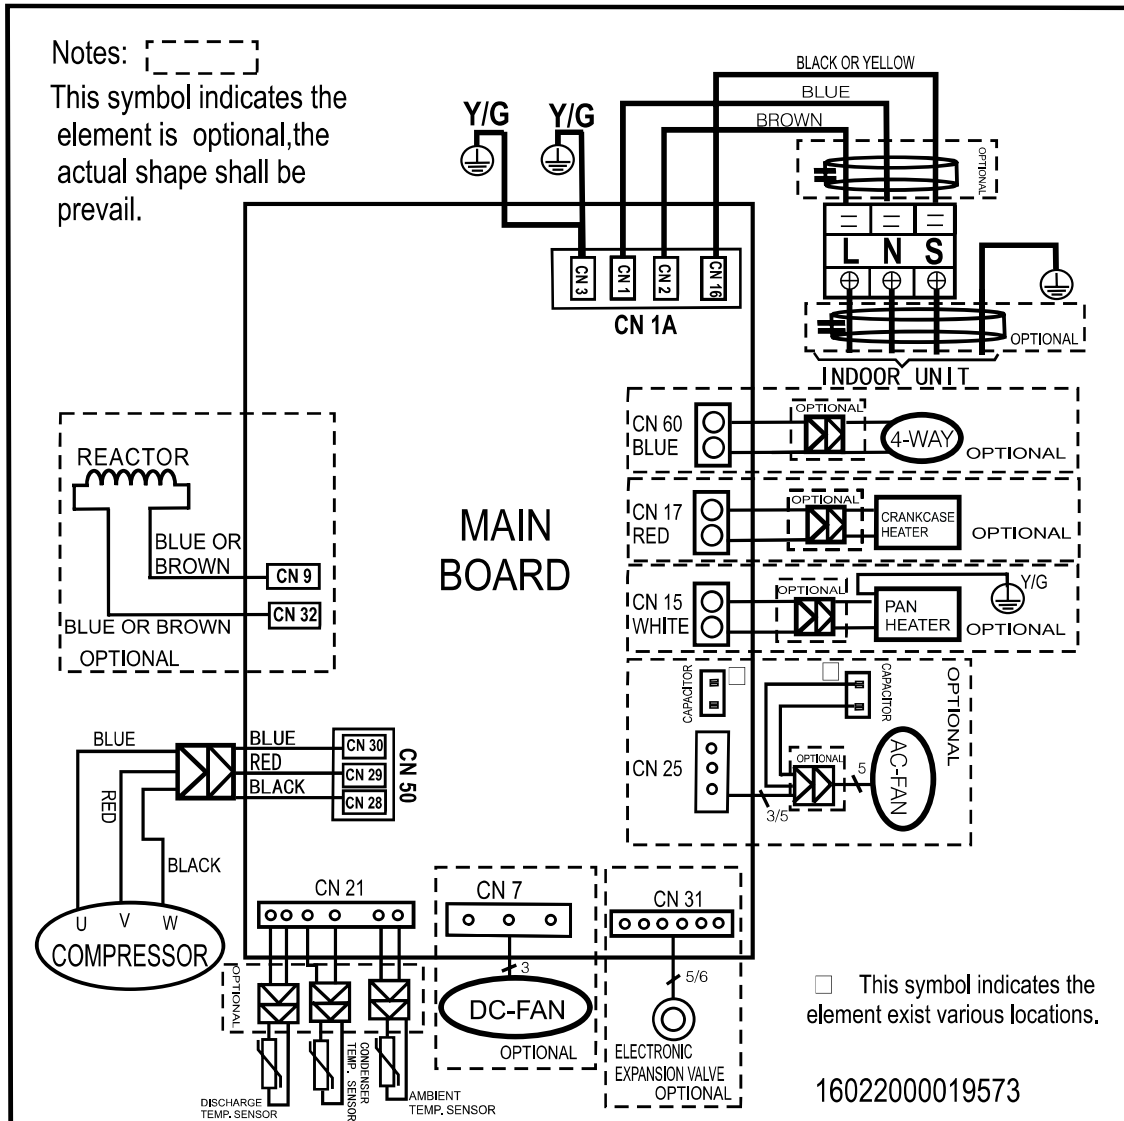 Notes:
This symbol indicates the
element is optional,the
actual shape shall be
prevail.
BLACK OR YELLOW
BLUE
BROWN
Y/G
Y/G
OPTIONAL
L N S
CN 3
CN 1
CN 2
CN 16
CN 1A
OPTIONAL
INDOOR UNIT
REACTOR
BLUE OR
BROWN
CN 9
CN 32
BLUE OR BROWN
OPTIONAL
MAIN
BOARD
CN 60
BLUE
OPTIONAL
4-WAY
OPTIONAL
CN 17
RED
OPTIONAL
CRANKCASE
HEATER
OPTIONAL
CN 15
WHITE
OPTIONAL
PAN
HEATER
Y/G
OPTIONAL
CAPACITOR
CAPACITOR
OPTIONAL
CN 25
OPTIONAL
3/5
5
AC-FAN
BLUE
RED
BLACK
BLUE
RED
BLACK
CN 30
CN 29
CN 28
CN 50
U V W
COMPRESSOR
CN 21
OPTIONAL
DISCHARGE
TEMP. SENSOR
CONDENSER
TEMP. SENSOR
AMBIENT
TEMP. SENSOR
CN 7
3
DC-FAN
OPTIONAL
CN 31
5/6
ELECTRONIC
EXPANSION VALVE
OPTIONAL
□ This symbol indicates the
element exist various locations.
16022000019573